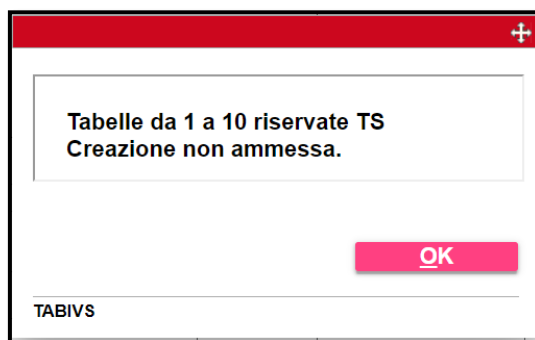 Tabelle da 1 a 10 riservate TS
Creazione non ammessa.
OK
TABIVS